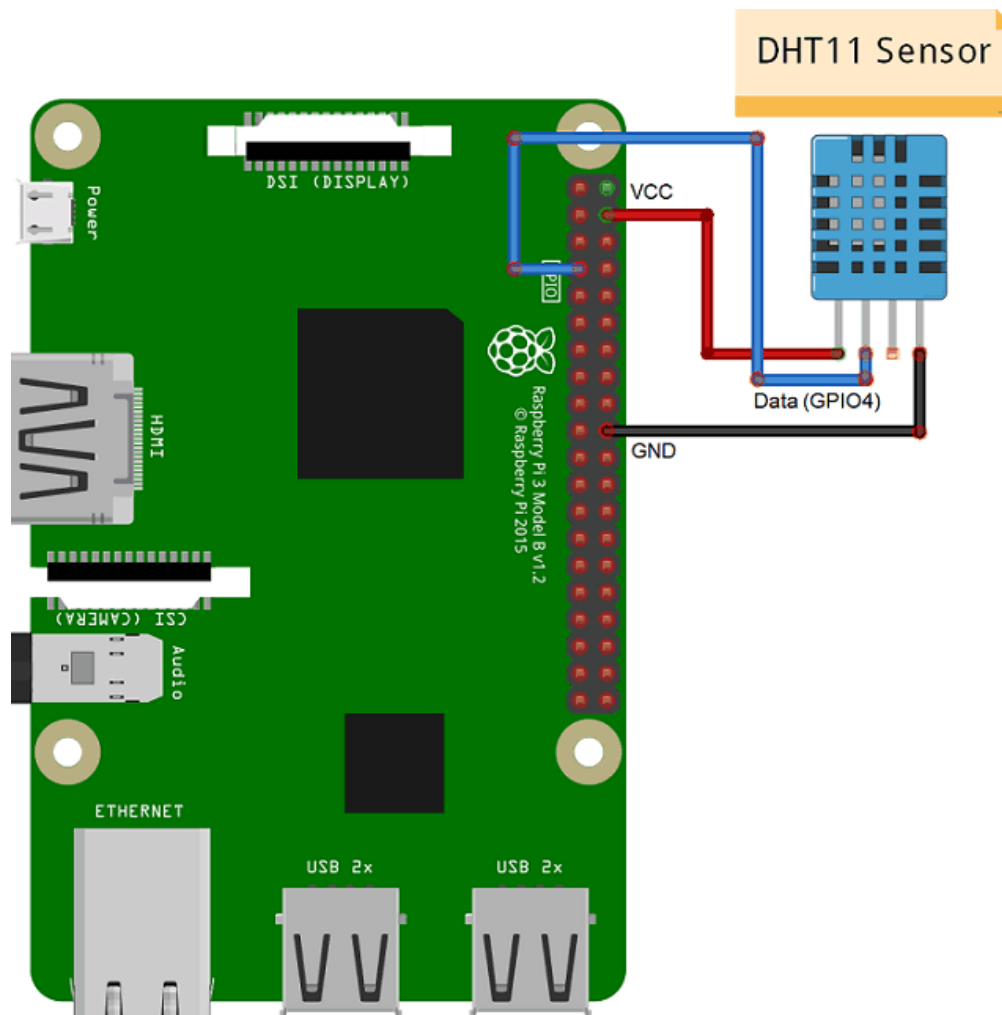 DHT11 Sensor
DSI (DISPLAY)
Power
VCC
GPIO
HDMI
Raspberry Pi 3 Model B v1.2
© Raspberry Pi 2015
Data (GPIO4)
GND
CSI (CAMERA)
Audio
ETHERNET
USB 2x
USB 2x